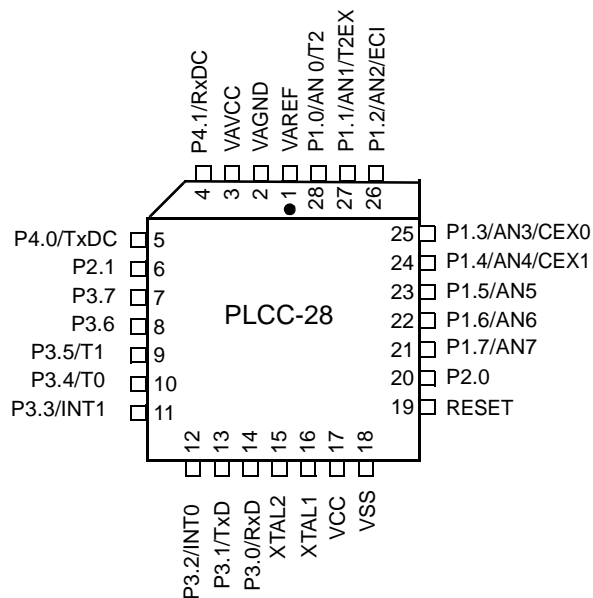 P4.1/RxDC
VAVCC
VAGND
VAREF
P1.0/AN 0/T2
P1.1/AN1/T2EX
P1.2/AN2/ECI
4
3
2
1
28
27
26
P4.0/TxDC 5
P2.1 6
P3.7 7
P3.6 8
P3.5/T1 9
P3.4/T0 10
P3.3/INT1 11
PLCC-28
25 P1.3/AN3/CEX0
24 P1.4/AN4/CEX1
23 P1.5/AN5
22 P1.6/AN6
21 P1.7/AN7
20 P2.0
19 RESET
12
13
14
15
16
17
18
P3.2/INT0
P3.1/TxD
P3.0/RxD
XTAL2
XTAL1
VCC
VSS